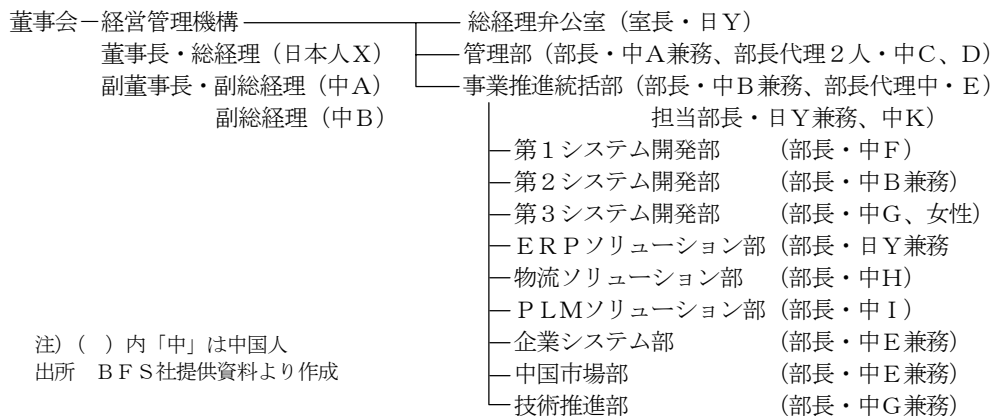 董事会－経営管理機構 総経理弁公室（室長・日Y）
董事長・総経理（日本人X） 管理部（部長・中A兼務、部長代理２人・中C、D）
副董事長・副総経理（中A） 事業推進統括部（部長・中B兼務、部長代理中・E）
副総経理（中B） 担当部長・日Y兼務、中K）
第１システム開発部 （部長・中F）
第２システム開発部 （部長・中B兼務）
第３システム開発部 （部長・中G、女性）
ＥＲＰソリューション部（部長・日Y兼務
物流ソリューション部 （部長・中H）
ＰＬＭソリューション部（部長・中Ｉ）
企業システム部 （部長・中E兼務）
中国市場部 （部長・中E兼務）
技術推進部 （部長・中G兼務）
注）（ ）内「中」は中国人
出所 ＢＦＳ社提供資料より作成